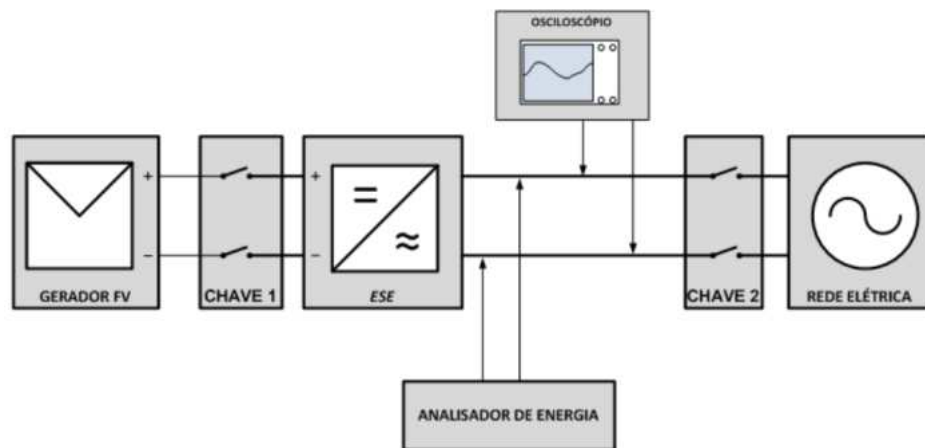 OSCILOSCÓPIO
+
+
−
−
GERADOR FV
CHAVE 1
ESE
CHAVE 2
REDE ELÉTRICA
ANALISADOR DE ENERGIA